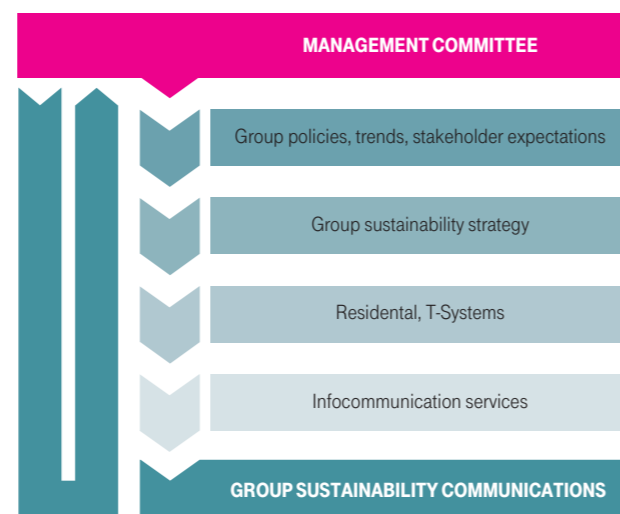 MANAGEMENT COMMITTEE
Group policies, trends, stakeholder expectations
Group sustainability strategy
Residental, T-Systems
Infocommunication services
GROUP SUSTAINABILITY COMMUNICATIONS